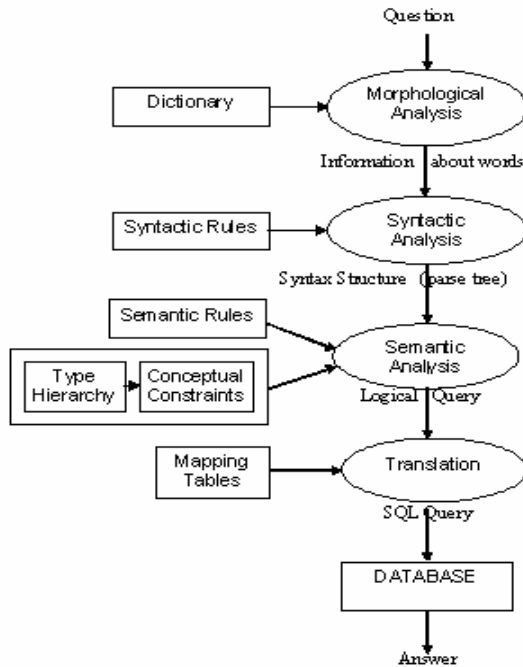 Question
Morphological
Analysis
Dictionary
Information about words
Syntactic Rules
Syntactic
Analysis
Syntax Structure (parse tree)
Semantic Rules
Semantic
Analysis
Type
Hierarchy
Conceptual
Constraints
Logical Query
Mapping
Tables
Translation
SQL Query
DATABASE
Answer